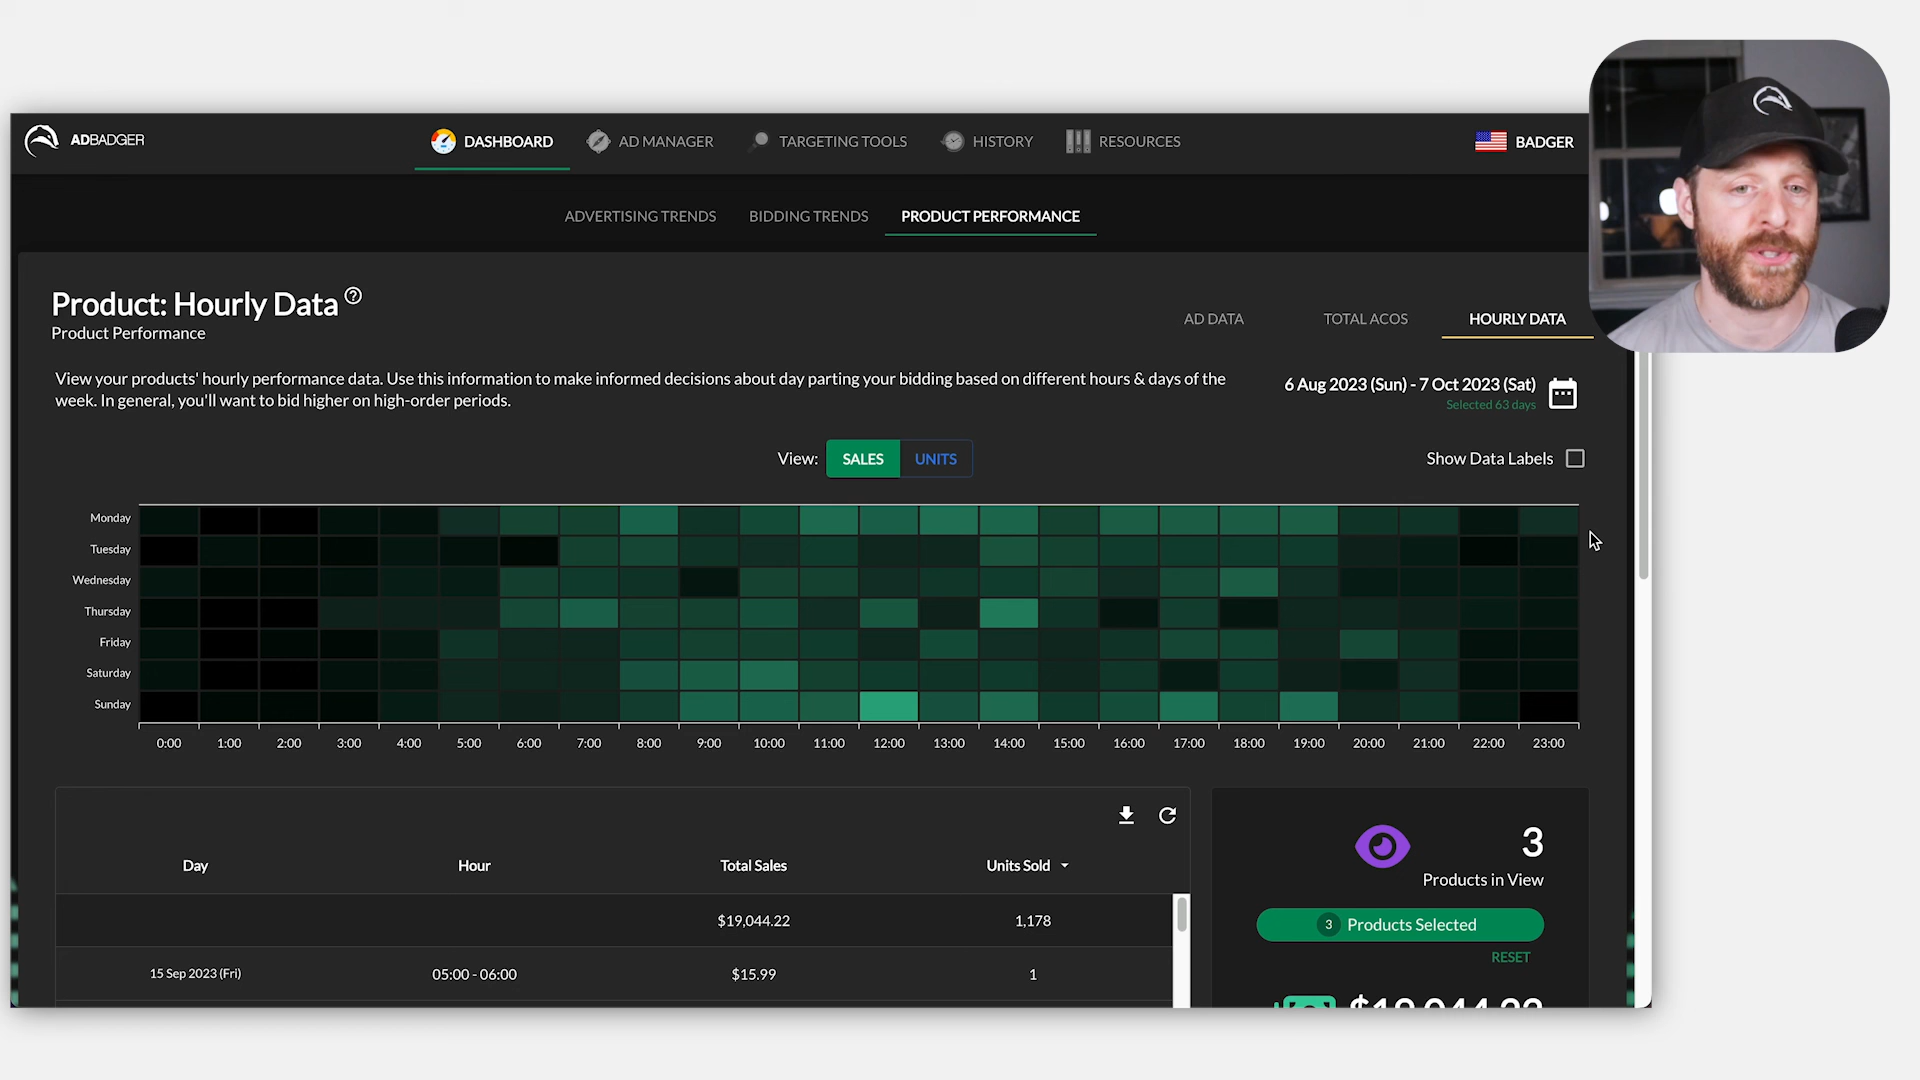 ADBADGER
DASHBOARD
AD MANAGER
TARGETING TOOLS
HISTORY
RESOURCES
BADGER
ADVERTISING TRENDS
BIDDING TRENDS
PRODUCT PERFORMANCE
Product: Hourly Data ?
Product Performance
AD DATA
TOTAL ACOS
HOURLY DATA
View your products' hourly performance data. Use this information to make informed decisions about day parting your bidding based on different hours & days of the
week. In general, you'll want to bid higher on high-order periods.
6 Aug 2023 (Sun) - 7 Oct 2023 (Sat)
Selected 63 days
View:
SALES
UNITS
Show Data Labels
Monday
Tuesday
Wednesday
Thursday
Friday
Saturday
Sunday
0:00 1:00 2:00 3:00 4:00 5:00 6:00 7:00 8:00 9:00 10:00 11:00 12:00 13:00 14:00 15:00 16:00 17:00 18:00 19:00 20:00 21:00 22:00 23:00
Day Hour Total Sales Units Sold
$19,044.22 1,178
15 Sep 2023 (Fri) 05:00 - 06:00 $15.99 1
3
Products in View
3 Products Selected
RESET
$19,044.22